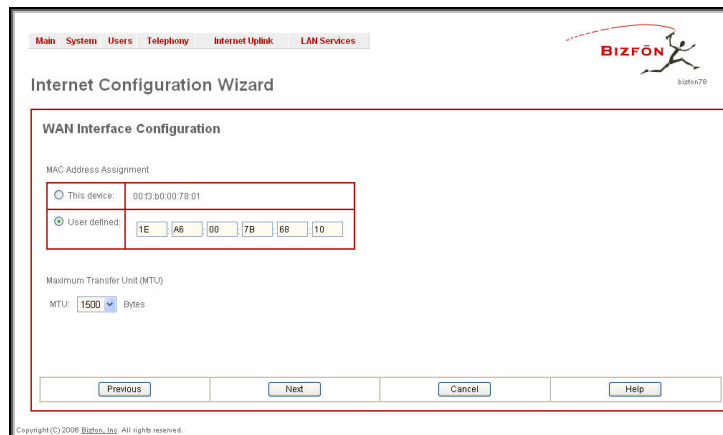 Main System Users Telephony Internet Uplink LAN Services
BIZFŌN
bizfon78
Internet Configuration Wizard
WAN Interface Configuration
MAC Address Assignment
This device: 00:f3:b0:00:78:01
User defined: 1E : A6 : 00 : 7B : 68 : 10
Maximum Transfer Unit (MTU)
MTU: 1500 Bytes
Previous Next Cancel Help
Copyright (C) 2006 Bizfon, Inc. All rights reserved.